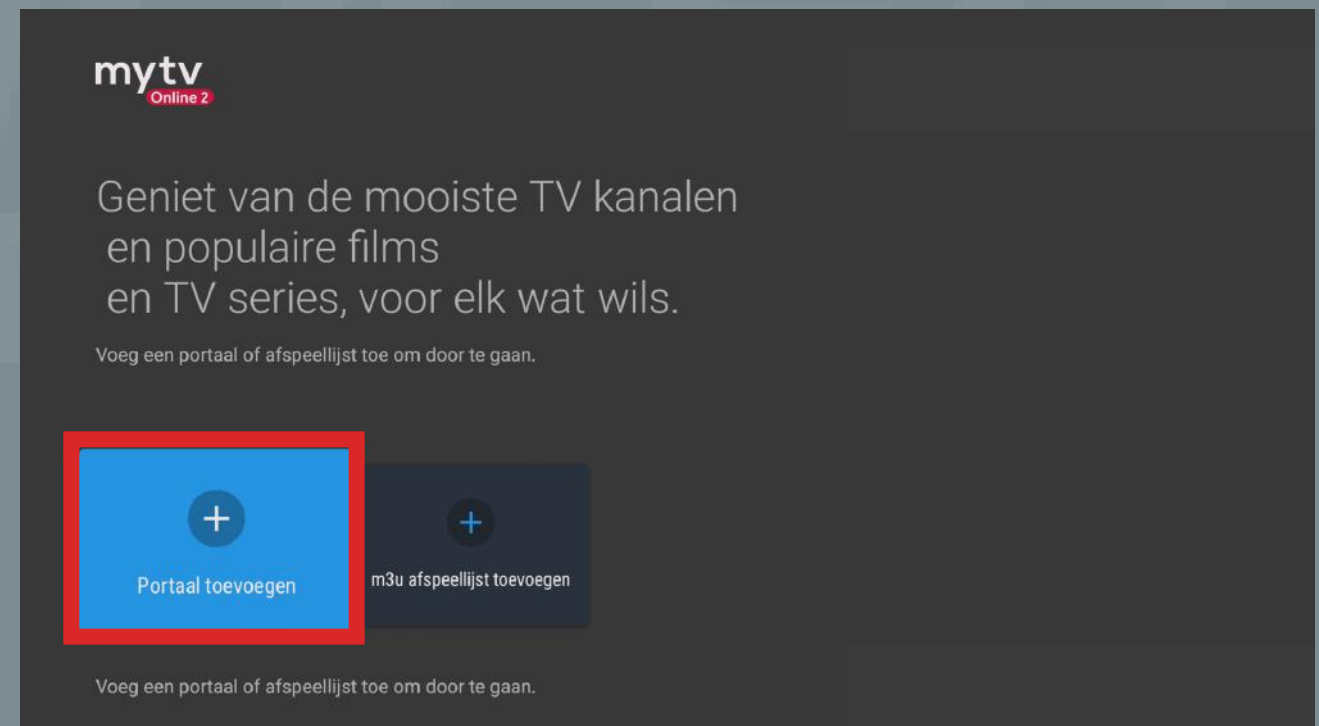 mytv
Online 2
Geniet van de mooiste TV kanalen
en populaire films
en TV series, voor elk wat wils.
Voeg een portaal of afspeellijst toe om door te gaan.
Portaal toevoegen
m3u afspeellijst toevoegen
Voeg een portaal of afspeellijst toe om door te gaan.